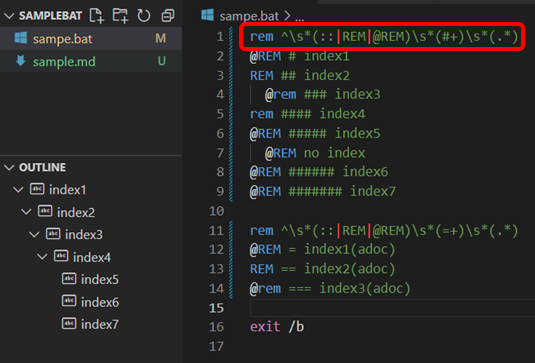 SAMPLEBAT
sampe.bat M
sample.md U
OUTLINE
index1
index2
index3
index4
index5
index6
index7
sampe.bat > ...
1 rem ^\s*(::|REM|@REM)\s*(#+)\s*(.*)
2 @REM # index1
3 REM ## index2
4 @rem ### index3
5 rem #### index4
6 @REM ##### index5
7 @REM no index
8 @REM ###### index6
9 @REM ####### index7
10
11 rem ^\s*(::|REM|@REM)\s*(=+)\s*(.*)
12 @REM = index1(adoc)
13 REM == index2(adoc)
14 @rem === index3(adoc)
15
16 exit /b
17